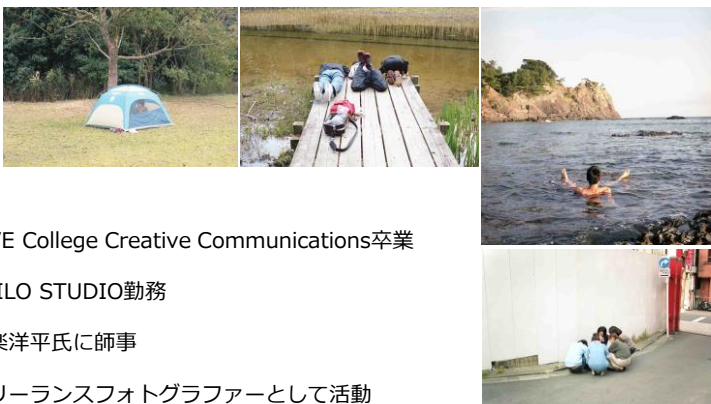 VE College Creative Communications卒業
ILO STUDIO勤務
洋平氏に師事
リーランスフォトグラファーとして活動